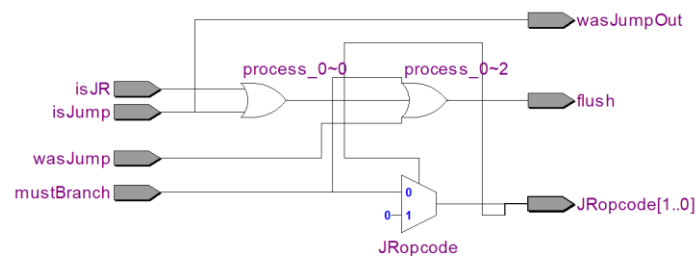 wasJumpOut
process_0~0
process_0~2
isJR
isJump
flush
wasJump
mustBranch
0
0
1
JRopcode[1..0]
JRopcode